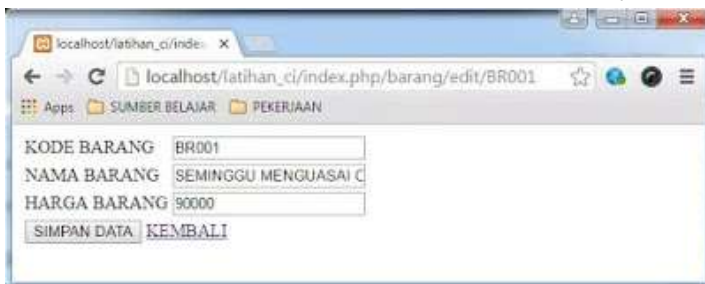 localhost/latihan_ci/inde
localhost/latihan_ci/index.php/barang/edit/BR001
Apps SUMBER BELAJAR PEKERJAAN
KODE BARANG BR001
NAMA BARANG SEMINGGU MENGUASAI C
HARGA BARANG 90000
SIMPAN DATA KEMBALI